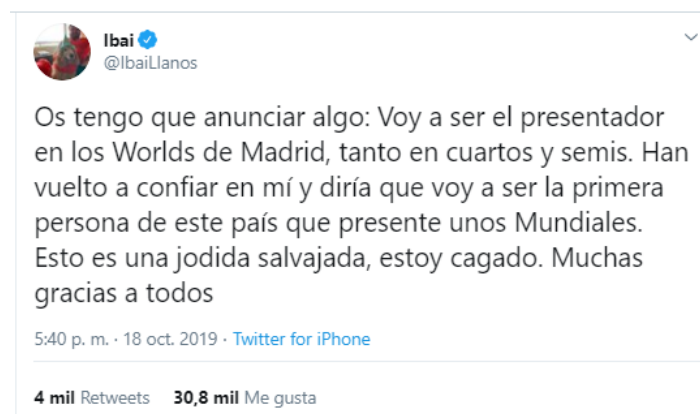 Ibai
@IbaiLlanos
Os tengo que anunciar algo: Voy a ser el presentador
en los Worlds de Madrid, tanto en cuartos y semis. Han
vuelto a confiar en mí y diría que voy a ser la primera
persona de este país que presente unos Mundiales.
Esto es una jodida salvajada, estoy cagado. Muchas
gracias a todos
5:40 p. m. · 18 oct. 2019 · Twitter for iPhone
4 mil Retweets 30,8 mil Me gusta